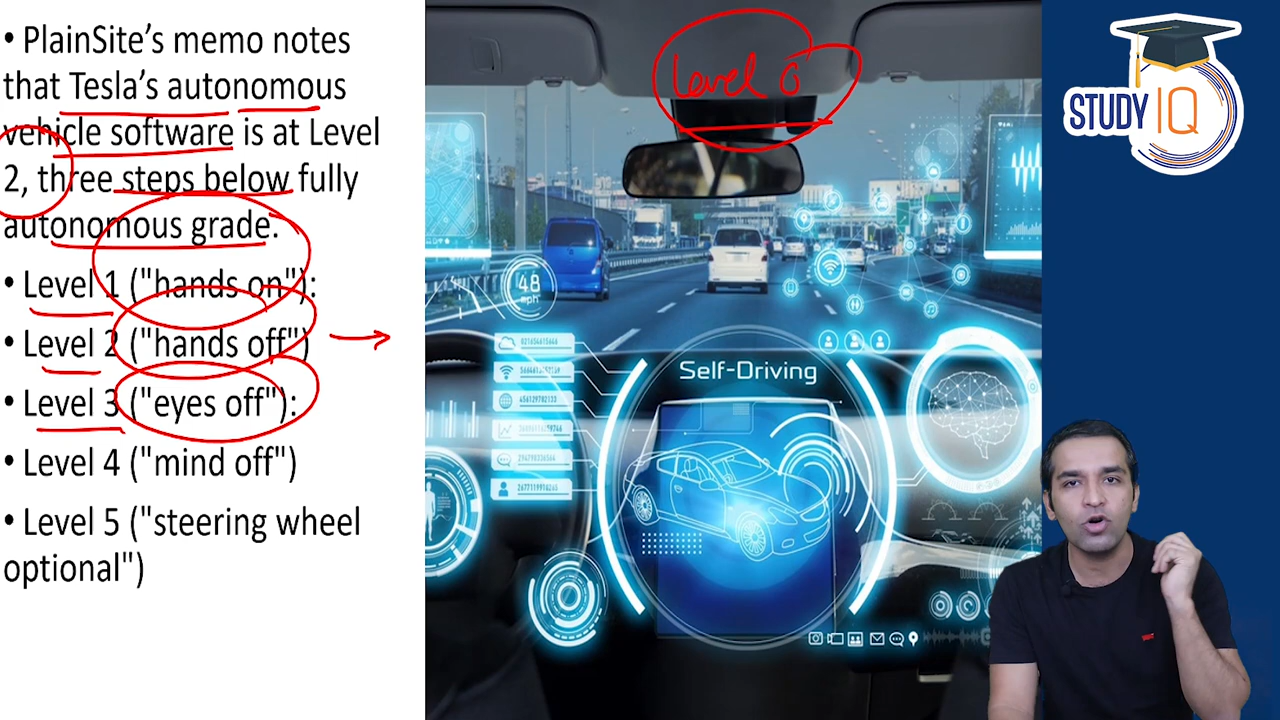 • PlainSite's memo notes
that Tesla's autonomous
vehicle software is at Level
2, three steps below fully
autonomous grade.
• Level 1 ("hands on"):
• Level 2 ("hands off")
• Level 3 ("eyes off"):
• Level 4 ("mind off")
• Level 5 ("steering wheel
optional")
Level 0
48
mph
Self-Driving
STUDY IQ